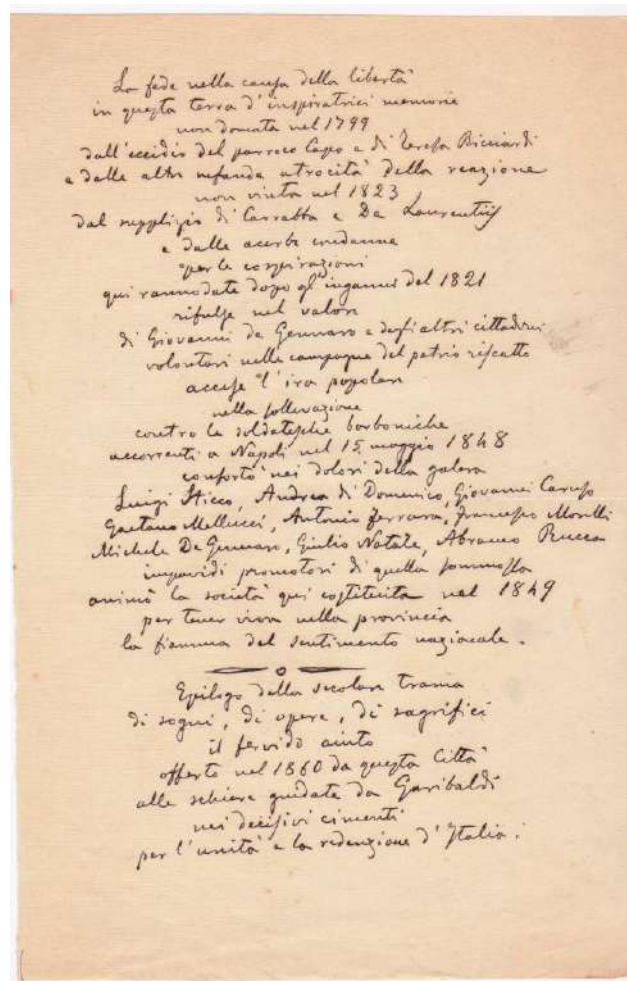 La fede nella causa della libertà
in questa terra d'inspiratrici memorie
non domata nel 1799
dall'eccidio del parroco Capo e di Teresa Ricciardi
e dalle altre nefande atrocità della reazione
non vinta nel 1823
dal supplizio di Carrabba e De Laurentiis
e dalle acerbe condanne
per le cospirazioni
qui rannodate dopo gl'inganni del 1821
rifulse nel valore
di Giovanni de Gennaro e degli altri cittadini
volontari nelle campagne del patrio riscatto
accese l'ira popolare
nella sollevazione
contro le soldatesche borboniche
accorrenti a Napoli nel 15 maggio 1848
confortò nei dolori della galera
Luigi Sticco, Andrea di Domenico, Giovanni Caruso
Gaetano Mellucci, Antonio Ferrara, Francesco Morelli
Michele De Gennaro, Giulio Natale, Abramo Rucca
impavidi promotori di quella sommossa
animò la società qui costituita nel 1849
per tener viva nella provincia
la fiamma del sentimento nazionale.
Epilogo della secolare trama
di sogni, di opere, di sagrifici
il fervido aiuto
offerto nel 1860 da questa Città
alle schiere guidate da Garibaldi
nei decisivi cimenti
per l'unità e la redenzione d'Italia.